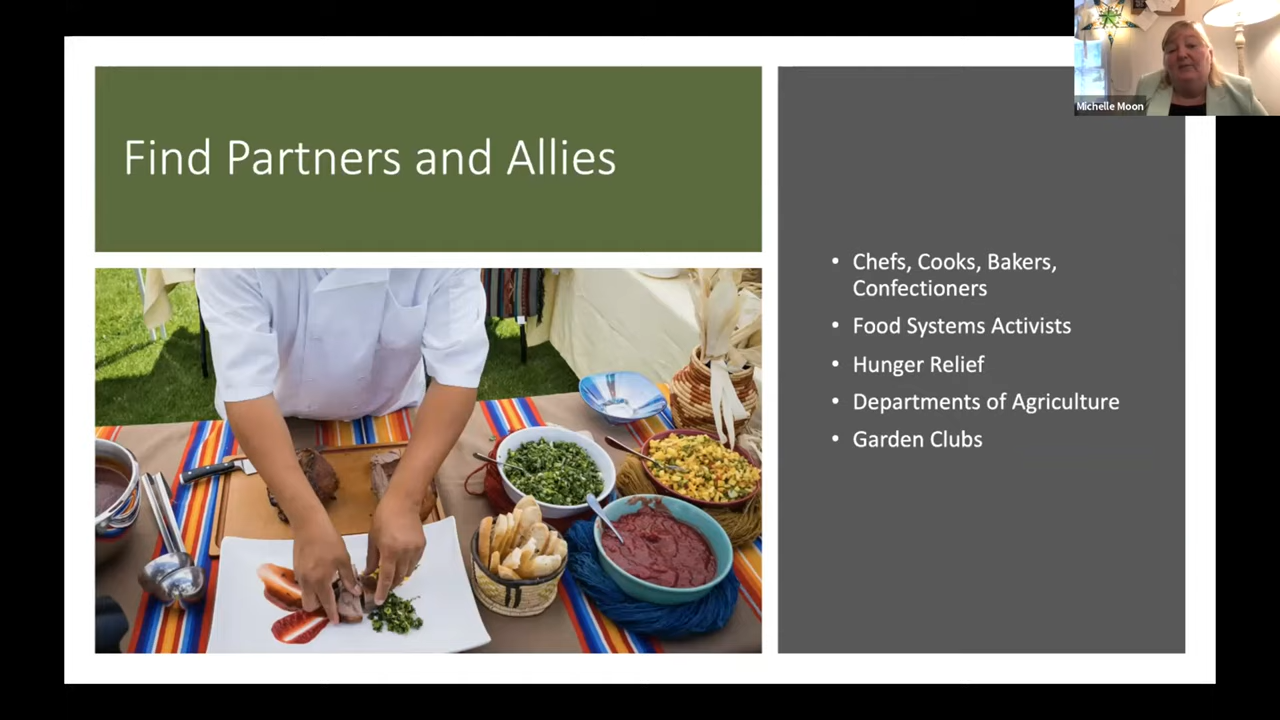 Michelle Moon
Find Partners and Allies
• Chefs, Cooks, Bakers,
Confectioners
• Food Systems Activists
• Hunger Relief
• Departments of Agriculture
• Garden Clubs